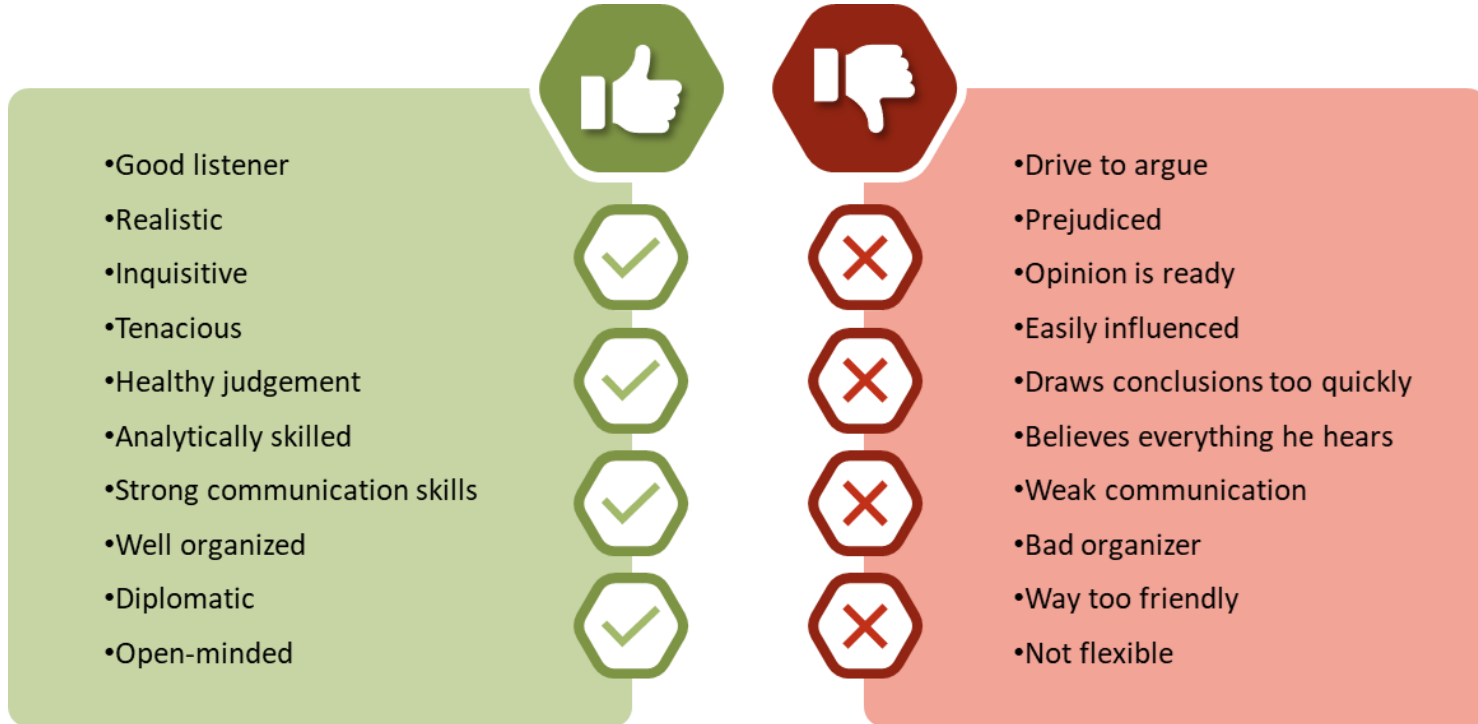 •Good listener
•Realistic
•Inquisitive
•Tenacious
•Healthy judgement
•Analytically skilled
•Strong communication skills
•Well organized
•Diplomatic
•Open-minded
•Drive to argue
•Prejudiced
•Opinion is ready
•Easily influenced
•Draws conclusions too quickly
•Believes everything he hears
•Weak communication
•Bad organizer
•Way too friendly
•Not flexible